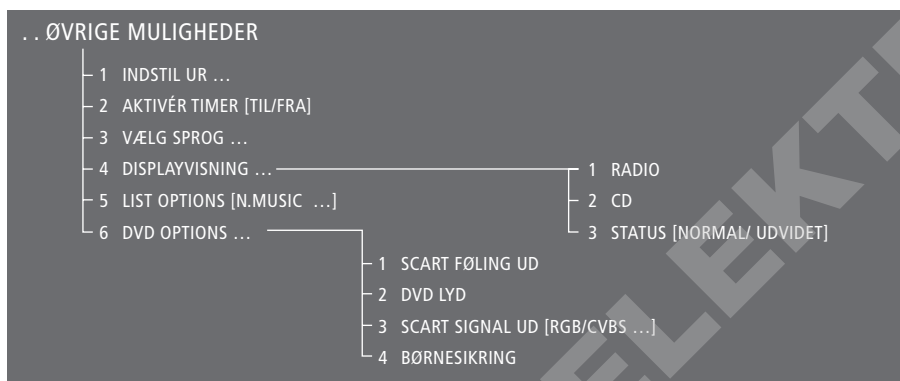 . . ØVRIGE MULIGHEDER
1 INDSTIL UR ...
2 AKTIVÉR TIMER [TIL/FRA]
3 VÆLG SPROG ...
4 DISPLAYVISNING ...
1 RADIO
5 LIST OPTIONS [N.MUSIC ...]
2 CD
6 DVD OPTIONS ...
3 STATUS [NORMAL/ UDVIDET]
1 SCART FØLING UD
2 DVD LYD
3 SCART SIGNAL UD [RGB/CVBS ...]
4 BØRNESIKRING